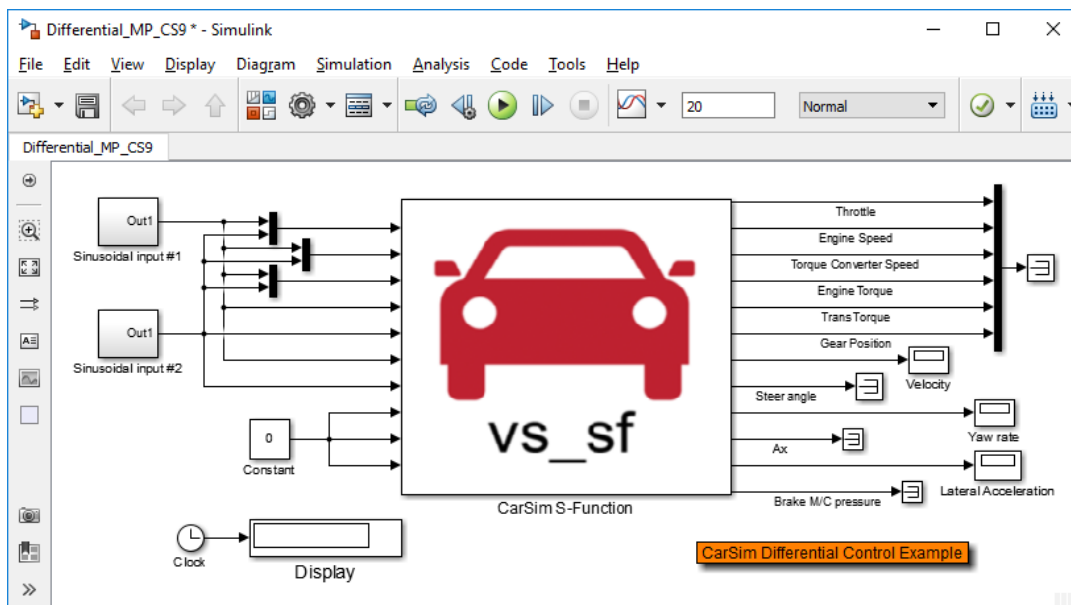 Differential_MP_CS9 * - Simulink
File Edit View Display Diagram Simulation Analysis Code Tools Help
20 Normal
Differential_MP_CS9
Out1
Sinusoidal input #1
Out1
Sinusoidal input #2
0
Constant
Clock
Display
vs_sf
CarSim S-Function
Throttle
Engine Speed
Torque Converter Speed
Engine Torque
Trans Torque
Gear Position
Velocity
Steer angle
Yaw rate
Ax
Lateral Acceleration
Brake M/C pressure
CarSim Differential Control Example